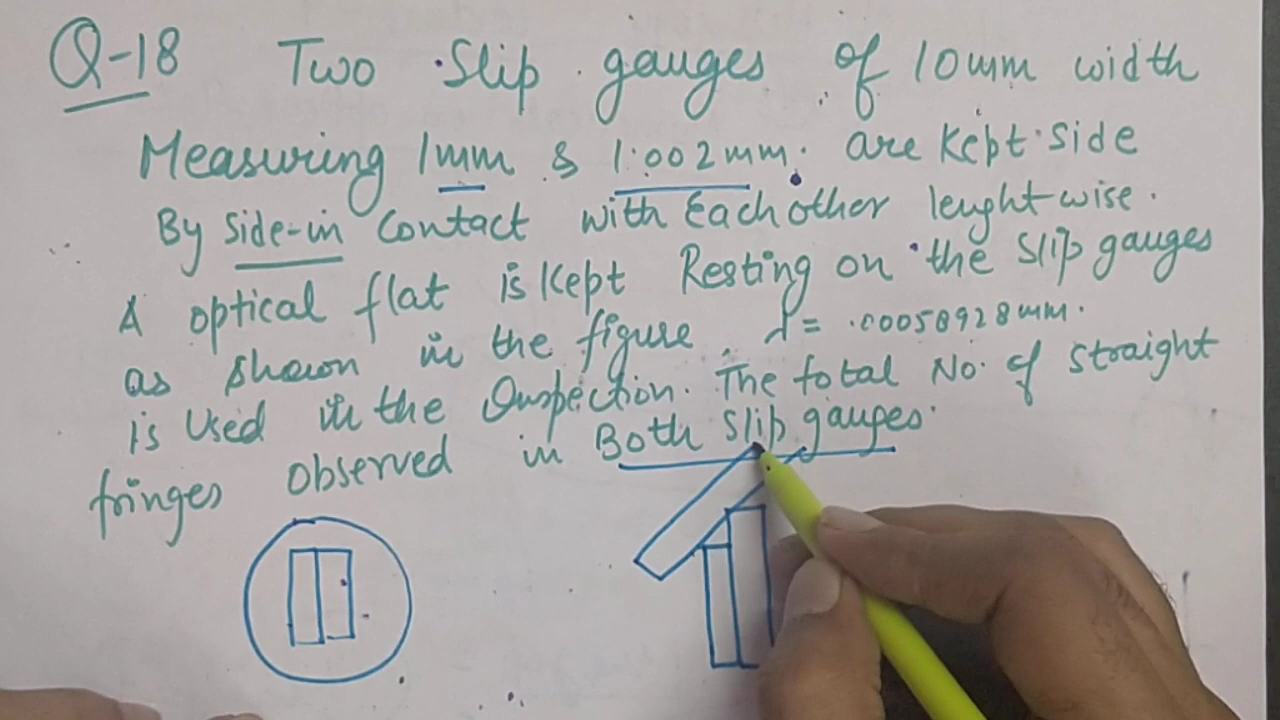 Q-18 Two Slip gauges of 10mm width
Measuring 1mm & 1.002mm. are Kept Side
By Side-in Contact with Each other lenght-wise.
A optical flat is Kept Resting on the Slip gauges
as shown in the figure. λ = .00058928mm.
is Used in the Inspection. The total No. of Straight
fringes Observed in Both Slip gauges.